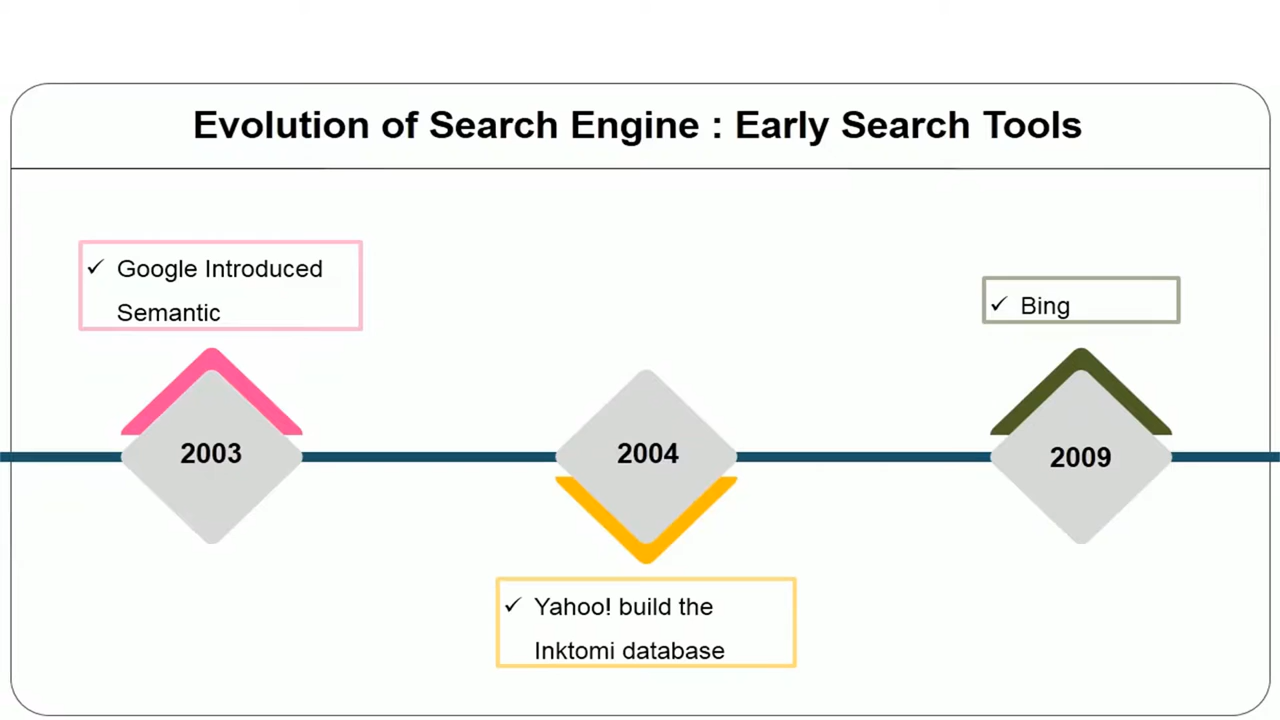 Evolution of Search Engine : Early Search Tools
✓ Google Introduced
Semantic
✓ Bing
2003
2004
2009
✓ Yahoo! build the
Inktomi database